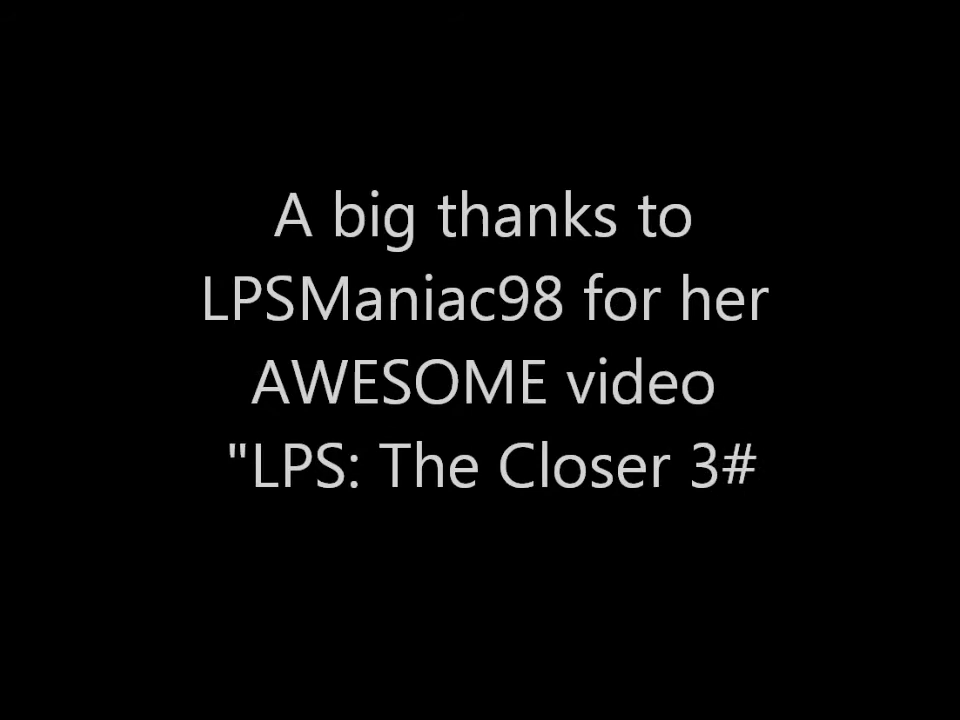 A big thanks to
LPSManiac98 for her
AWESOME video
"LPS: The Closer 3#